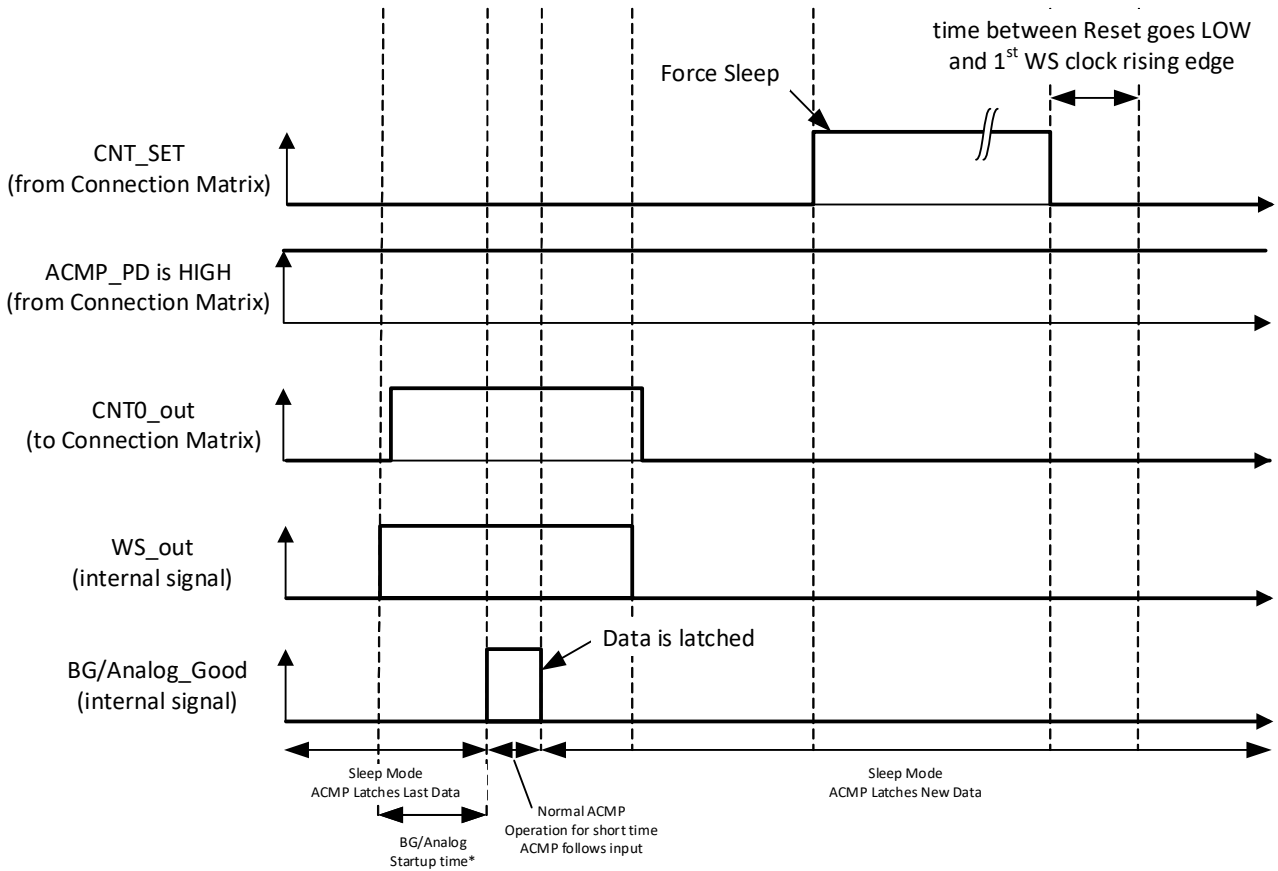 time between Reset goes LOW
and 1st WS clock rising edge
Force Sleep
CNT_SET
(from Connection Matrix)
ACMP_PD is HIGH
(from Connection Matrix)
CNT0_out
(to Connection Matrix)
WS_out
(internal signal)
Data is latched
BG/Analog_Good
(internal signal)
Sleep Mode
ACMP Latches Last Data
Sleep Mode
ACMP Latches New Data
Normal ACMP
Operation for short time
ACMP follows input
BG/Analog
Startup time*